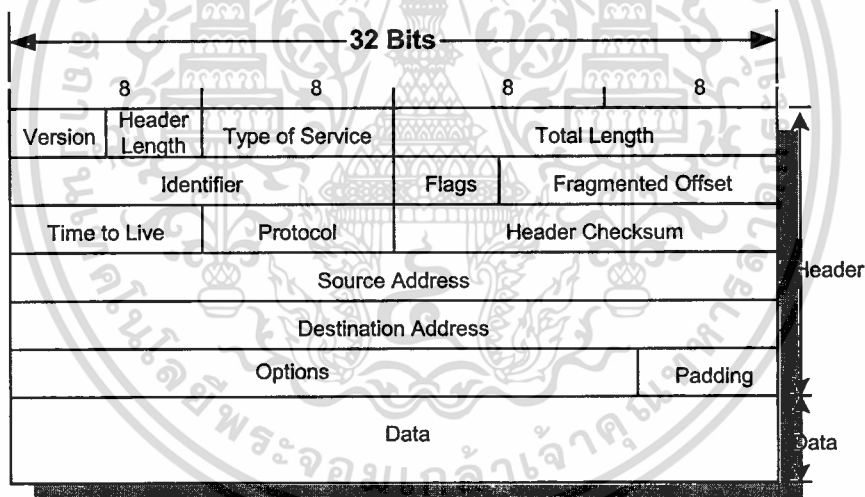 32 Bits
8 8 8 8
Version Header Length Type of Service Total Length
Identifier Flags Fragmented Offset
Time to Live Protocol Header Checksum
Source Address
Header
Destination Address
Options Padding
Data
Data